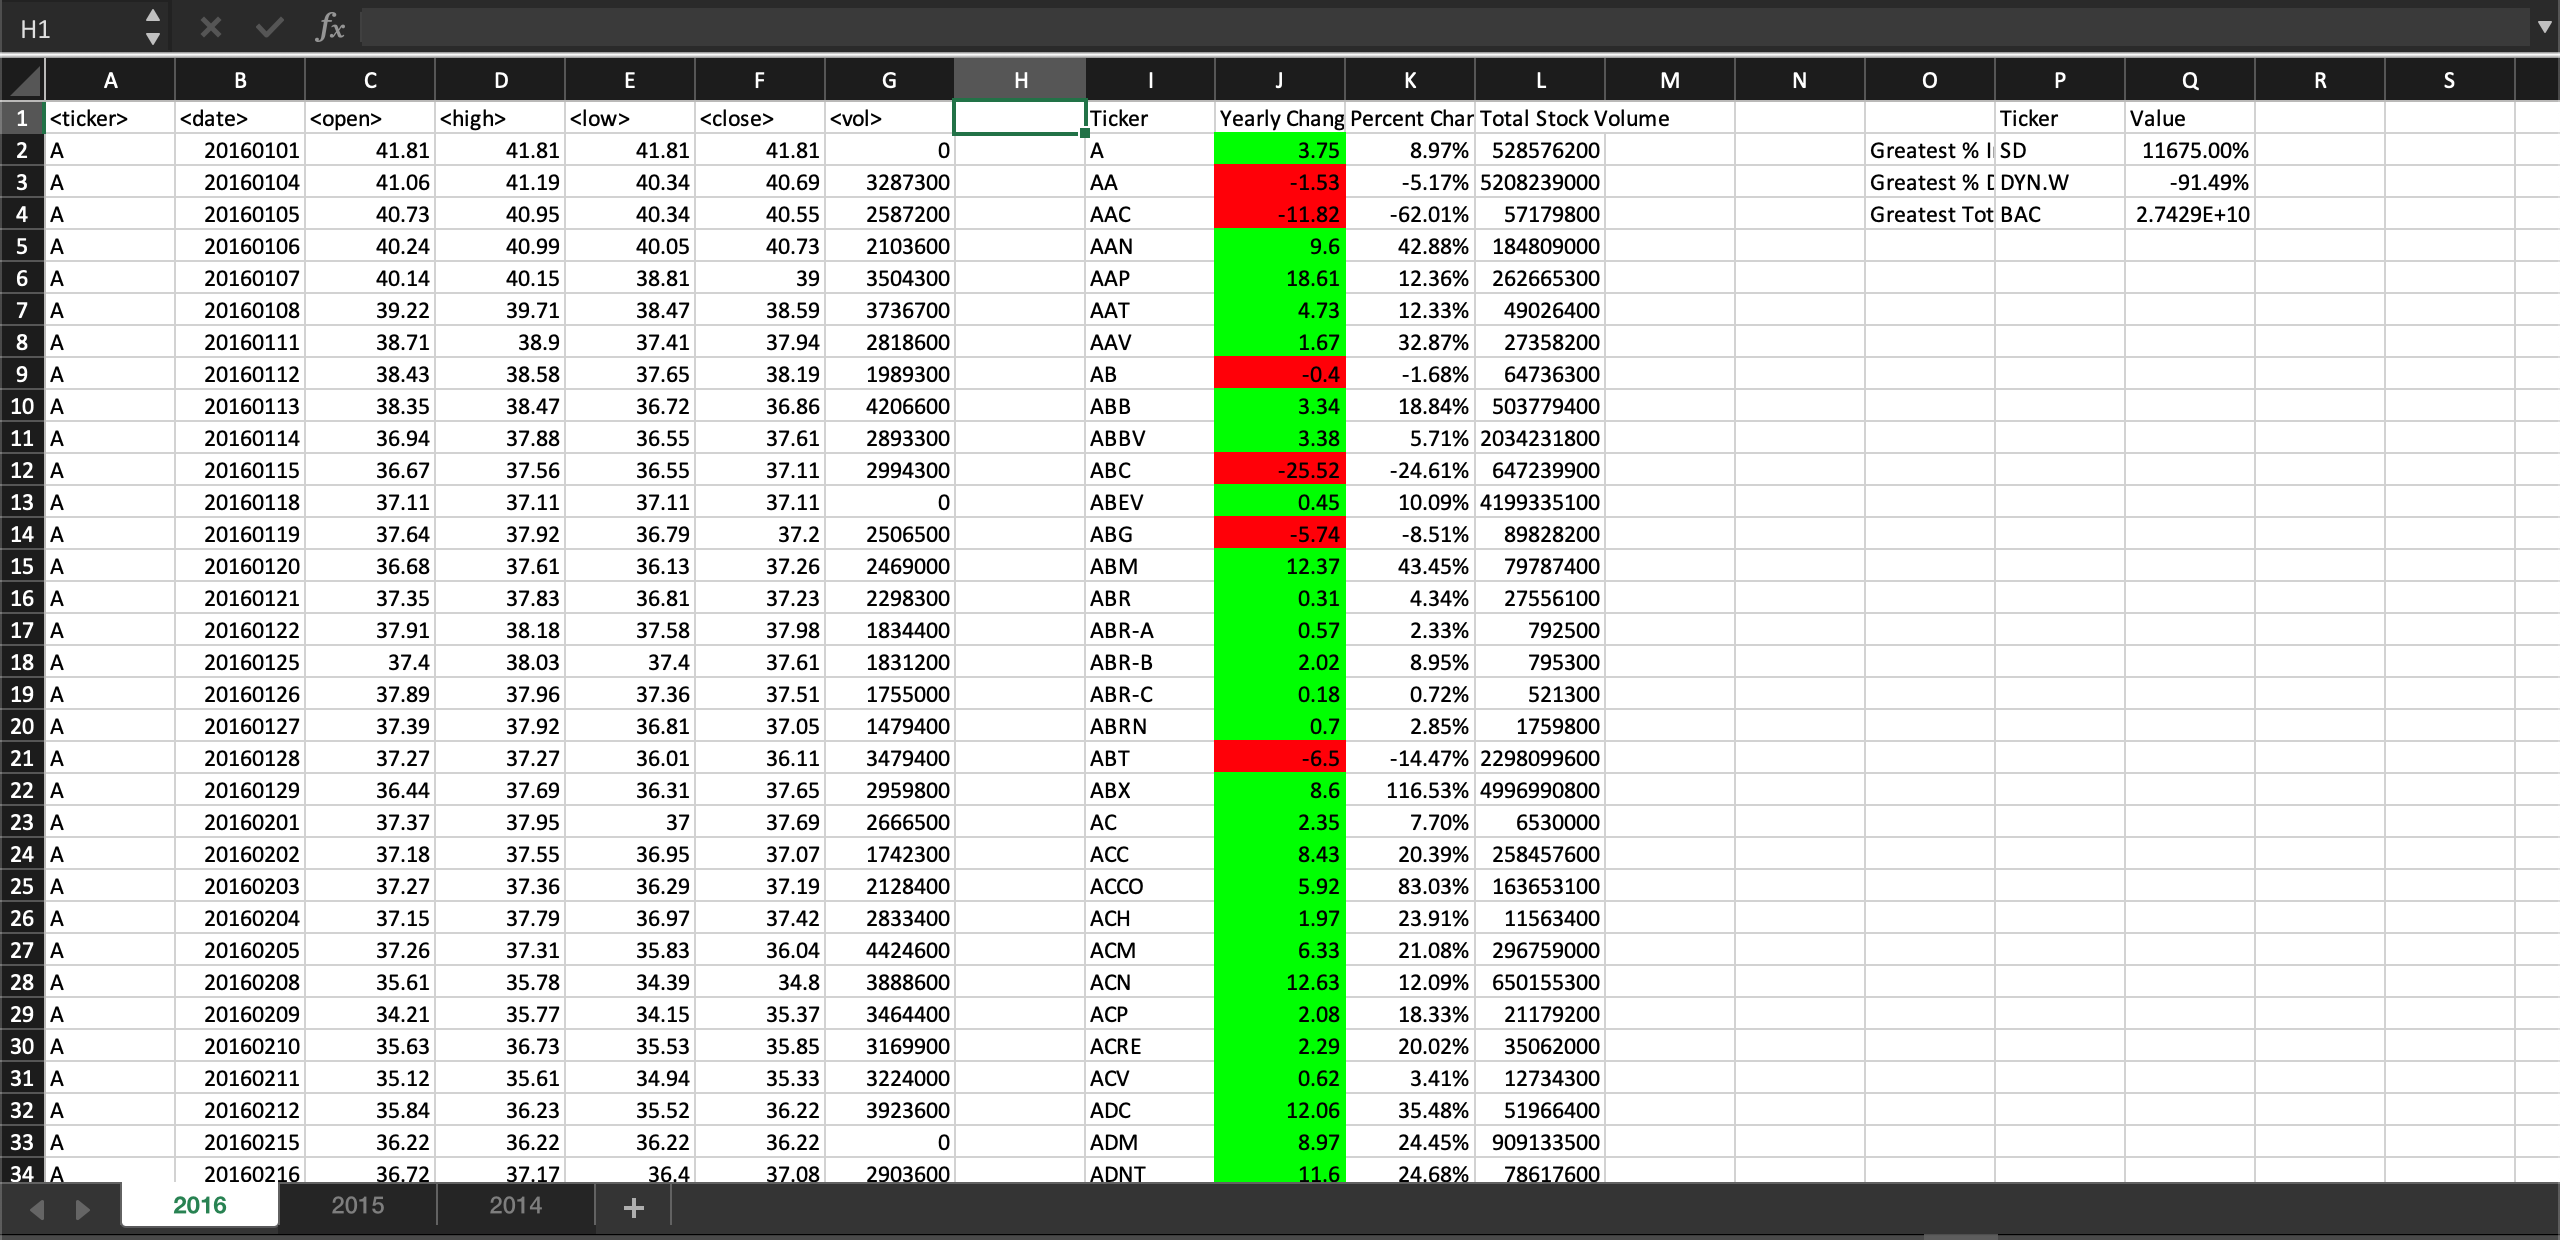 H1 fx
A B C D E F G H I J K L M N O P Q R S
1 <ticker> <date> <open> <high> <low> <close> <vol> Ticker Yearly Chang Percent Char Total Stock Volume Ticker Value
2 A 20160101 41.81 41.81 41.81 41.81 0 A 3.75 8.97% 528576200 Greatest % I SD 11675.00%
3 A 20160104 41.06 41.19 40.34 40.69 3287300 AA -1.53 -5.17% 5208239000 Greatest % D DYN.W -91.49%
4 A 20160105 40.73 40.95 40.34 40.55 2587200 AAC -11.82 -62.01% 57179800 Greatest Tot BAC 2.7429E+10
5 A 20160106 40.24 40.99 40.05 40.73 2103600 AAN 9.6 42.88% 184809000
6 A 20160107 40.14 40.15 38.81 39 3504300 AAP 18.61 12.36% 262665300
7 A 20160108 39.22 39.71 38.47 38.59 3736700 AAT 4.73 12.33% 49026400
8 A 20160111 38.71 38.9 37.41 37.94 2818600 AAV 1.67 32.87% 27358200
9 A 20160112 38.43 38.58 37.65 38.19 1989300 AB -0.4 -1.68% 64736300
10 A 20160113 38.35 38.47 36.72 36.86 4206600 ABB 3.34 18.84% 503779400
11 A 20160114 36.94 37.88 36.55 37.61 2893300 ABBV 3.38 5.71% 2034231800
12 A 20160115 36.67 37.56 36.55 37.11 2994300 ABC -25.52 -24.61% 647239900
13 A 20160118 37.11 37.11 37.11 37.11 0 ABEV 0.45 10.09% 4199335100
14 A 20160119 37.64 37.92 36.79 37.2 2506500 ABG -5.74 -8.51% 89828200
15 A 20160120 36.68 37.61 36.13 37.26 2469000 ABM 12.37 43.45% 79787400
16 A 20160121 37.35 37.83 36.81 37.23 2298300 ABR 0.31 4.34% 27556100
17 A 20160122 37.91 38.18 37.58 37.98 1834400 ABR-A 0.57 2.33% 792500
18 A 20160125 37.4 38.03 37.4 37.61 1831200 ABR-B 2.02 8.95% 795300
19 A 20160126 37.89 37.96 37.36 37.51 1755000 ABR-C 0.18 0.72% 521300
20 A 20160127 37.39 37.92 36.81 37.05 1479400 ABRN 0.7 2.85% 1759800
21 A 20160128 37.27 37.27 36.01 36.11 3479400 ABT -6.5 -14.47% 2298099600
22 A 20160129 36.44 37.69 36.31 37.65 2959800 ABX 8.6 116.53% 4996990800
23 A 20160201 37.37 37.95 37 37.69 2666500 AC 2.35 7.70% 6530000
24 A 20160202 37.18 37.55 36.95 37.07 1742300 ACC 8.43 20.39% 258457600
25 A 20160203 37.27 37.36 36.29 37.19 2128400 ACCO 5.92 83.03% 163653100
26 A 20160204 37.15 37.79 36.97 37.42 2833400 ACH 1.97 23.91% 11563400
27 A 20160205 37.26 37.31 35.83 36.04 4424600 ACM 6.33 21.08% 296759000
28 A 20160208 35.61 35.78 34.39 34.8 3888600 ACN 12.63 12.09% 650155300
29 A 20160209 34.21 35.77 34.15 35.37 3464400 ACP 2.08 18.33% 21179200
30 A 20160210 35.63 36.73 35.53 35.85 3169900 ACRE 2.29 20.02% 35062000
31 A 20160211 35.12 35.61 34.94 35.33 3224000 ACV 0.62 3.41% 12734300
32 A 20160212 35.84 36.23 35.52 36.22 3923600 ADC 12.06 35.48% 51966400
33 A 20160215 36.22 36.22 36.22 36.22 0 ADM 8.97 24.45% 909133500
34 A 20160216 36.72 37.17 36.4 37.08 2903600 ADNT 11.6 24.68% 78617600
2016 2015 2014 +